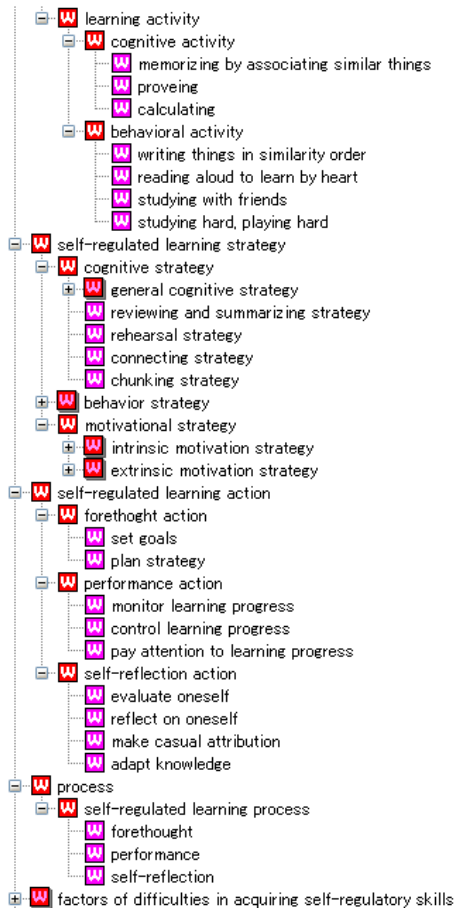 learning activity
cognitive activity
memorizing by associating similar things
proveing
calculating
behavioral activity
writing things in similarity order
reading aloud to learn by heart
studying with friends
studying hard, playing hard
self-regulated learning strategy
cognitive strategy
general cognitive strategy
reviewing and summarizing strategy
rehearsal strategy
connecting strategy
chunking strategy
behavior strategy
motivational strategy
intrinsic motivation strategy
extrinsic motivation strategy
self-regulated learning action
forethoght action
set goals
plan strategy
performance action
monitor learning progress
control learning progress
pay attention to learning progress
self-reflection action
evaluate oneself
reflect on oneself
make casual attribution
adapt knowledge
process
self-regulated learning process
forethought
performance
self-reflection
factors of difficulties in acquiring self-regulatory skills